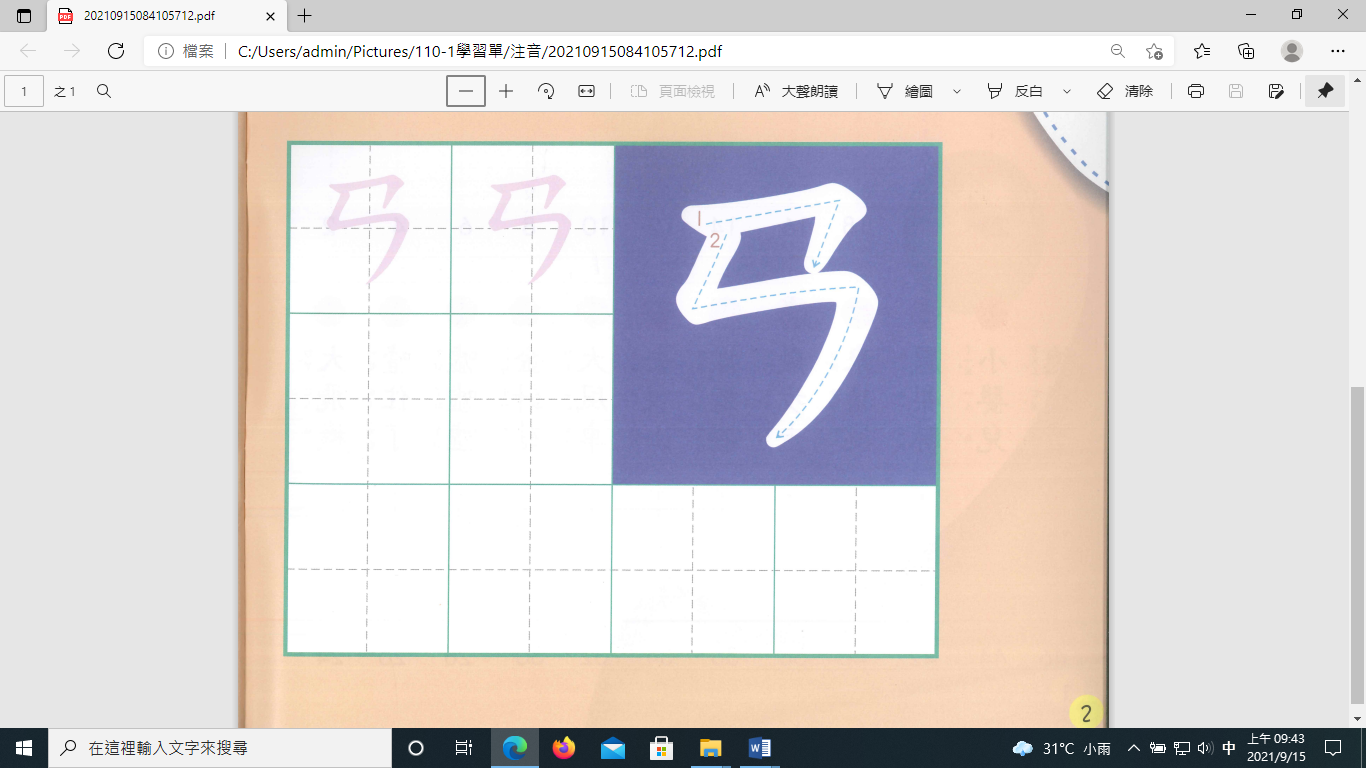 20210915084105712.pdf
檔案 C:/Users/admin/Pictures/110-1學習單/注音/20210915084105712.pdf
1 之 1 頁面檢視 大聲朗讀 繪圖 反白 清除
ㄢ ㄢ ㄢ
1
2
2
在這裡輸入文字來搜尋 31°C 小雨 中 上午 09:43
2021/9/15